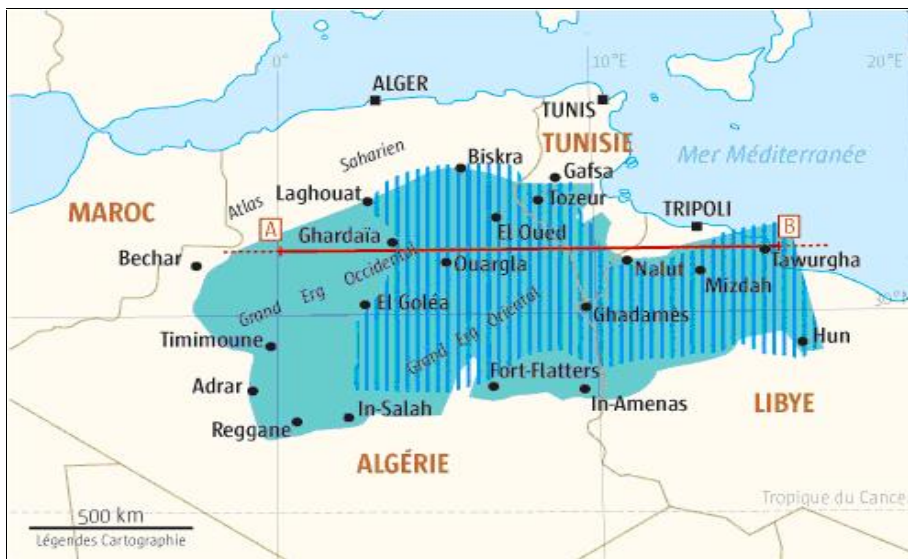 0°
10°E
20°E
ALGER
TUNIS
TUNISIE
Mer Méditerranée
Atlas Saharien
Biskra
Gafsa
Laghouat
Tozeur
MAROC
TRIPOLI
A
B
Ghardaïa
El Oued
Bechar
Ouargla
Nalut
Tawurgha
Mizdah
Grand Erg Occidental
El Goléa
Ghadamès
30°N
Grand Erg Oriental
Timimoune
Hun
Fort-Flatters
Adrar
In-Amenas
In-Salah
LIBYE
Reggane
ALGÉRIE
Tropique du Cance
500 km
Légendes Cartographie